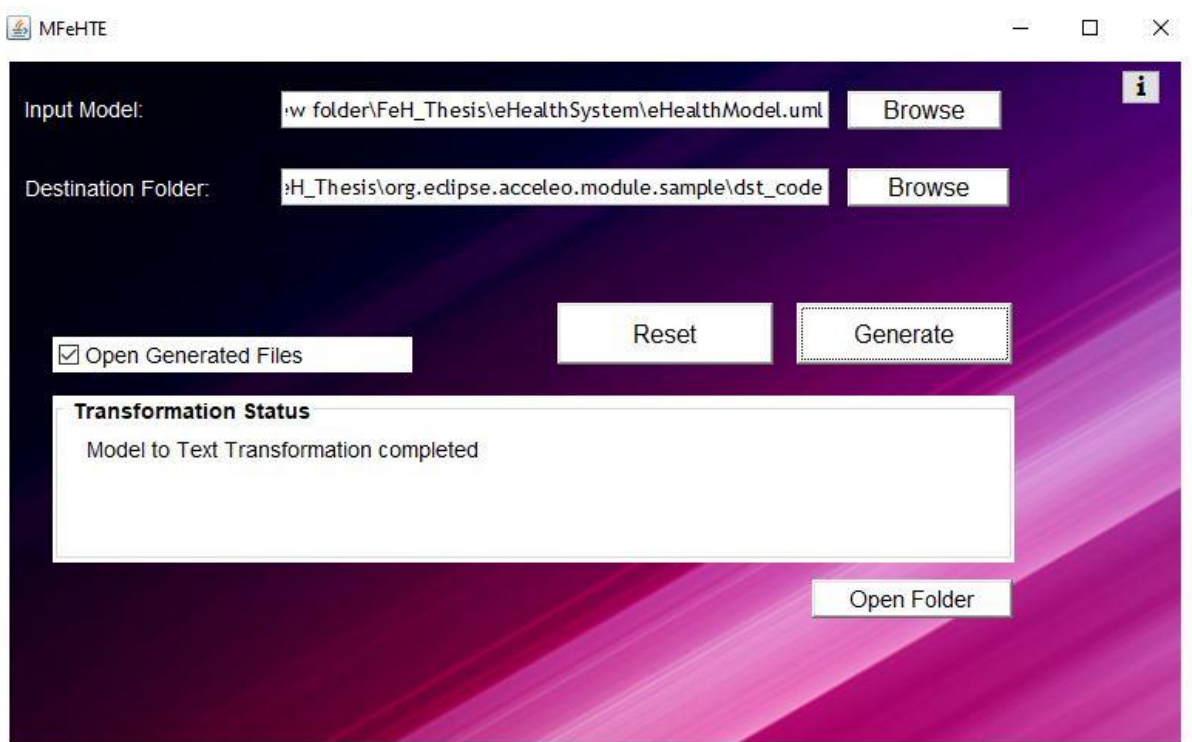 MFeHTE
Input Model:
w folder\FeH_Thesis\eHealthSystem\eHealthModel.uml
Browse
i
Destination Folder:
eH_Thesis\org.eclipse.acceleo.module.sample\dst_code
Browse
Reset
Generate
Open Generated Files
Transformation Status
Model to Text Transformation completed
Open Folder